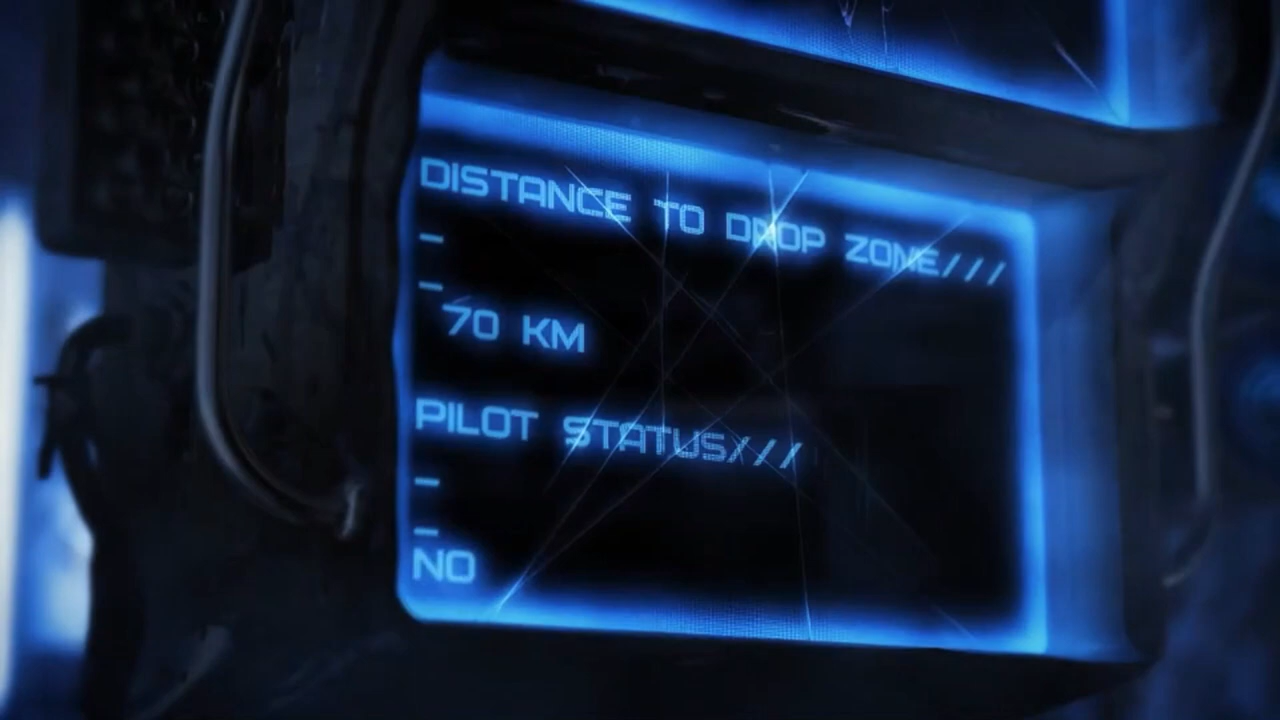 DISTANCE TO DROP ZONE///
_
_
70 KM
PILOT STATUS///
_
_
NO